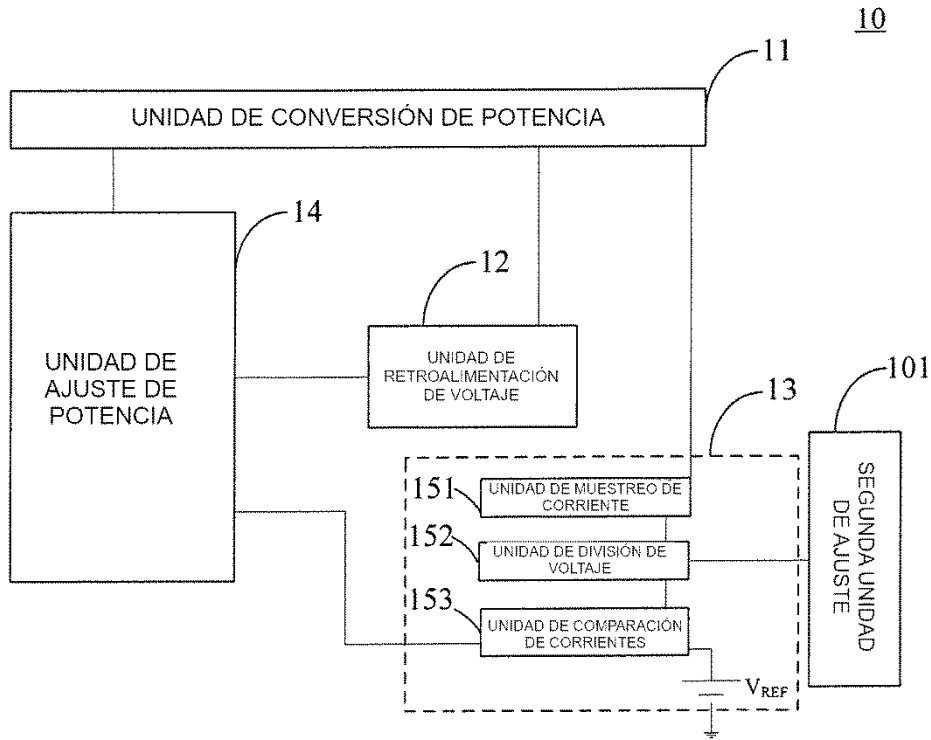 10
11
UNIDAD DE CONVERSIÓN DE POTENCIA
14
12
UNIDAD DE
AJUSTE DE
POTENCIA
UNIDAD DE
RETROALIMENTACIÓN
DE VOLTAJE
101
13
SEGUNDA UNIDAD
DE AJUSTE
151
UNIDAD DE MUESTREO DE
CORRIENTE
152
UNIDAD DE DIVISIÓN DE
VOLTAJE
153
UNIDAD DE COMPARACIÓN
DE CORRIENTES
VREF